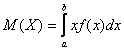 M(X) = ∫_a^b xf(x)dx